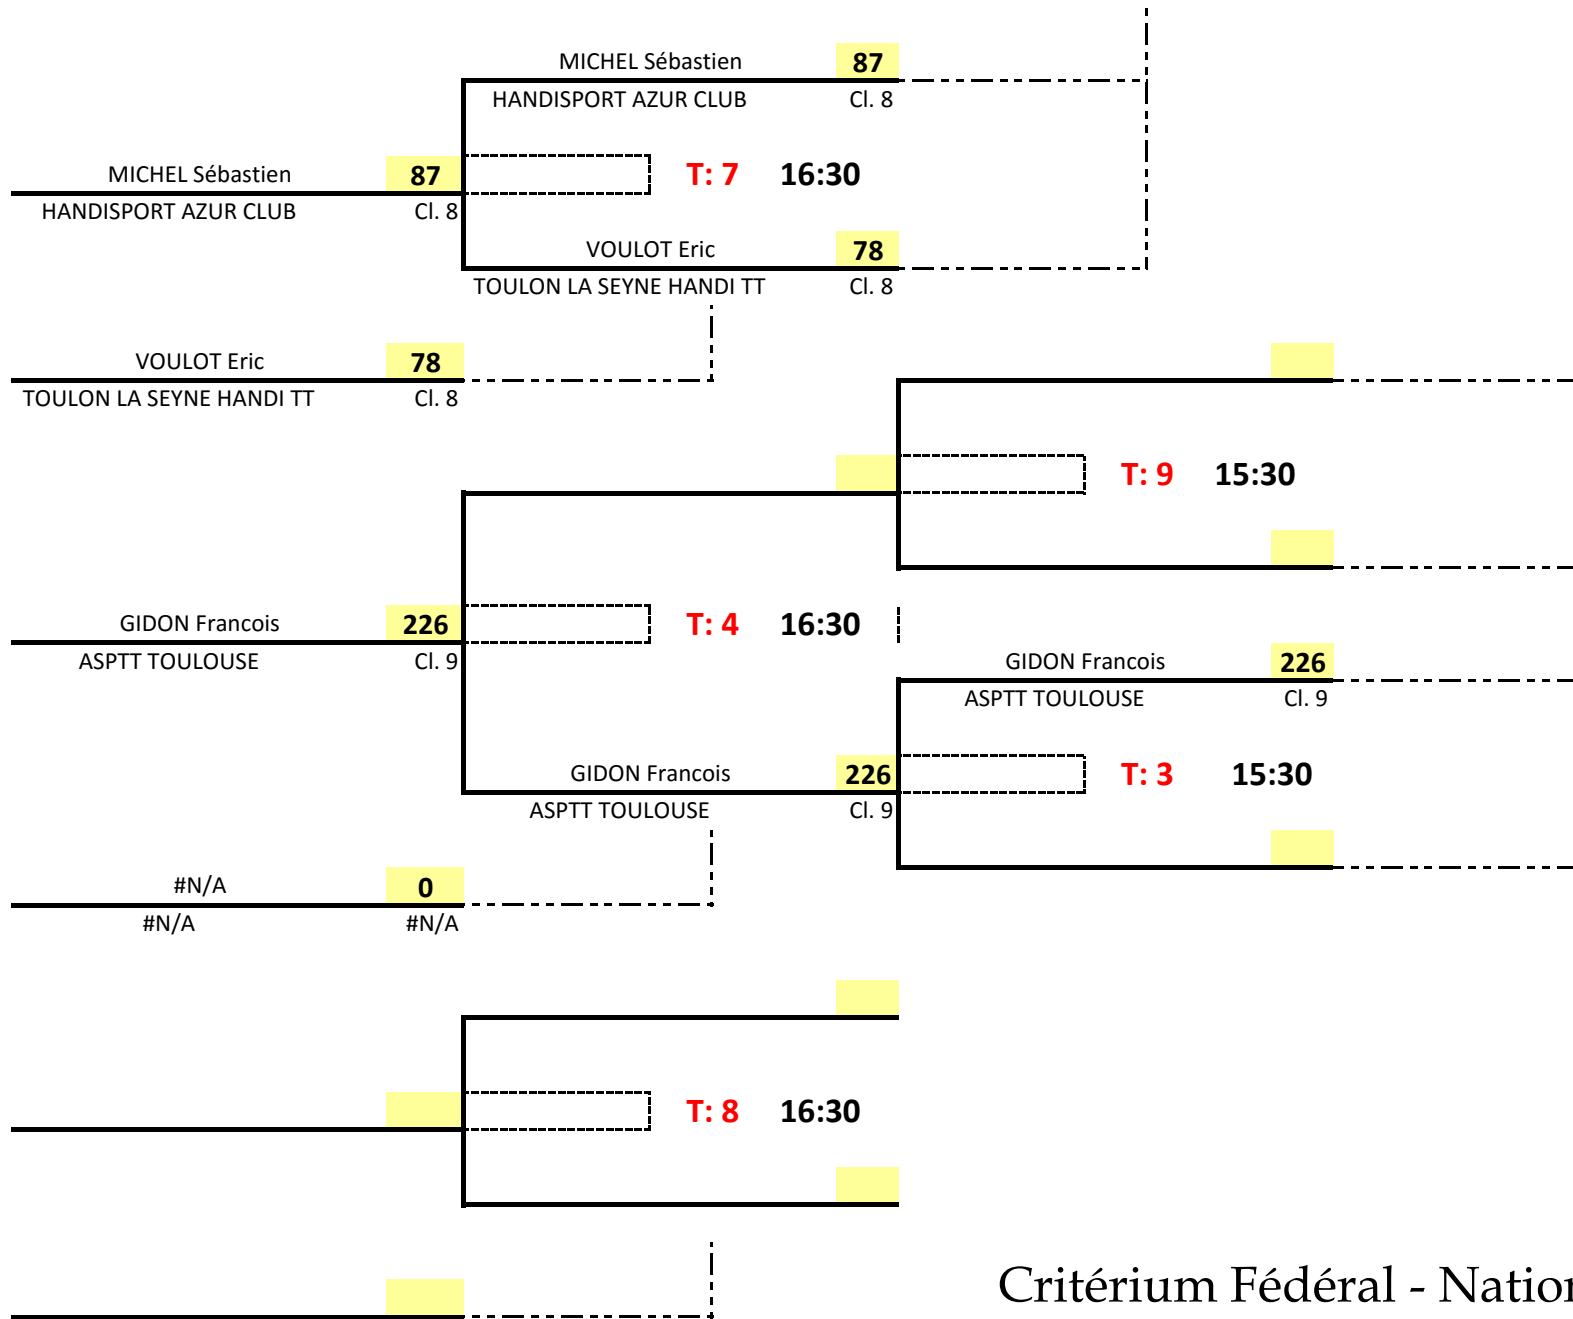 MICHEL Sébastien 87
HANDISPORT AZUR CLUB Cl. 8
MICHEL Sébastien 87 T: 7 16:30
HANDISPORT AZUR CLUB Cl. 8
VOULOT Eric 78
TOULON LA SEYNE HANDI TT Cl. 8
VOULOT Eric 78
TOULON LA SEYNE HANDI TT Cl. 8
T: 9 15:30
GIDON Francois 226 T: 4 16:30
ASPTT TOULOUSE Cl. 9
GIDON Francois 226
ASPTT TOULOUSE Cl. 9
GIDON Francois 226 T: 3 15:30
ASPTT TOULOUSE Cl. 9
#N/A 0
#N/A #N/A
T: 8 16:30
Critérium Fédéral - Nation